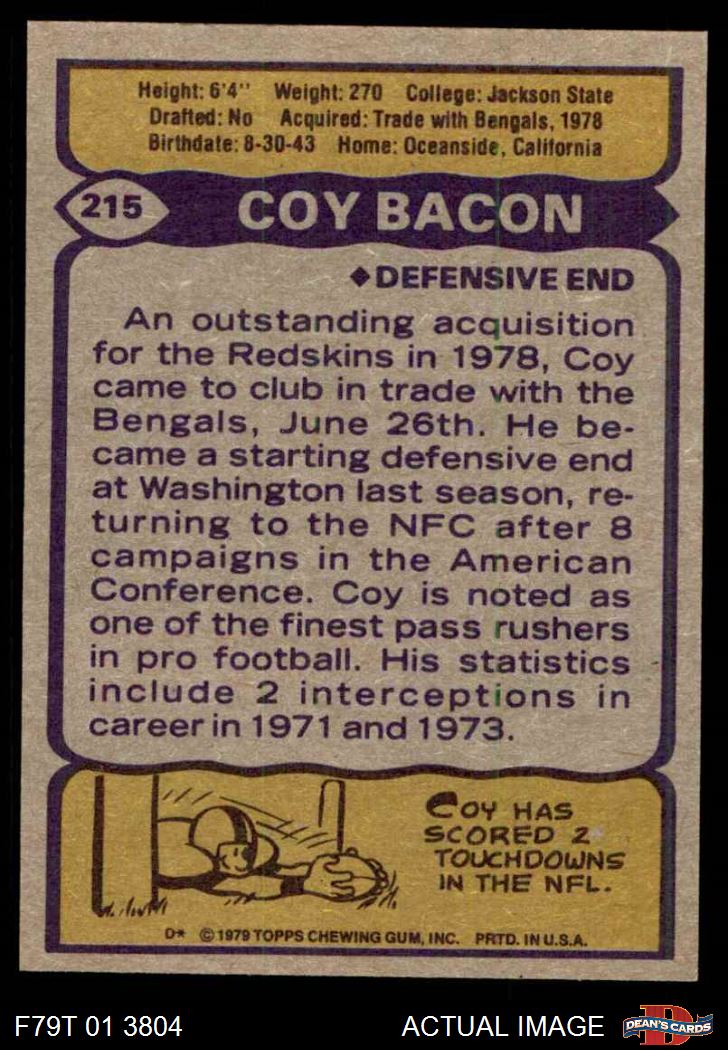 Height: 6'4" Weight: 270 College: Jackson State
Drafted: No Acquired: Trade with Bengals, 1978
Birthdate: 8-30-43 Home: Oceanside, California
215 COY BACON
◆DEFENSIVE END
An outstanding acquisition
for the Redskins in 1978, Coy
came to club in trade with the
Bengals, June 26th. He be-
came a starting defensive end
at Washington last season, re-
turning to the NFC after 8
campaigns in the American
Conference. Coy is noted as
one of the finest pass rushers
in pro football. His statistics
include 2 interceptions in
career in 1971 and 1973.
COY HAS
SCORED 2
TOUCHDOWNS
IN THE NFL.
D* © 1979 TOPPS CHEWING GUM, INC. PRTD. IN U.S.A.
F79T 01 3804 ACTUAL IMAGE D DEAN'S CARDS